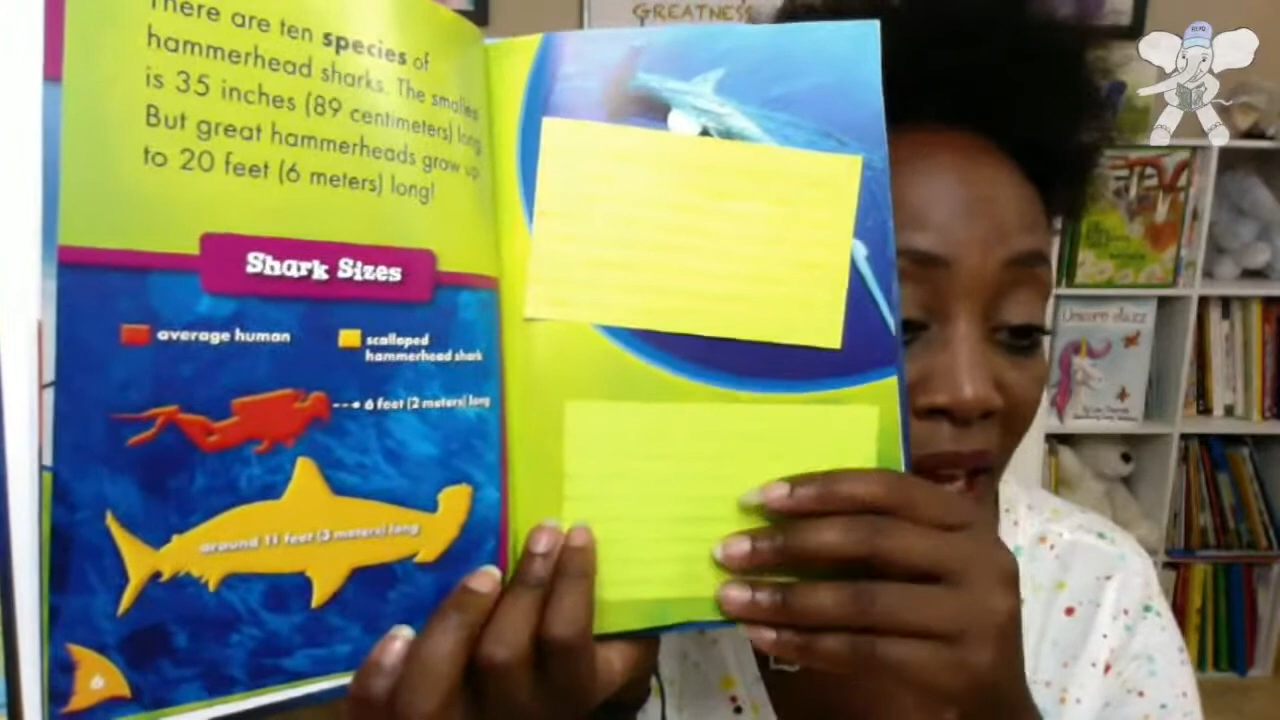 GREATNESS
There are ten species of
hammerhead sharks. The smallest
is 35 inches (89 centimeters) long.
But great hammerheads grow up
to 20 feet (6 meters) long!
Shark Sizes
average human
scalloped
hammerhead shark
6 feet (2 meters) long
around 11 feet (3 meters) long
6
READ